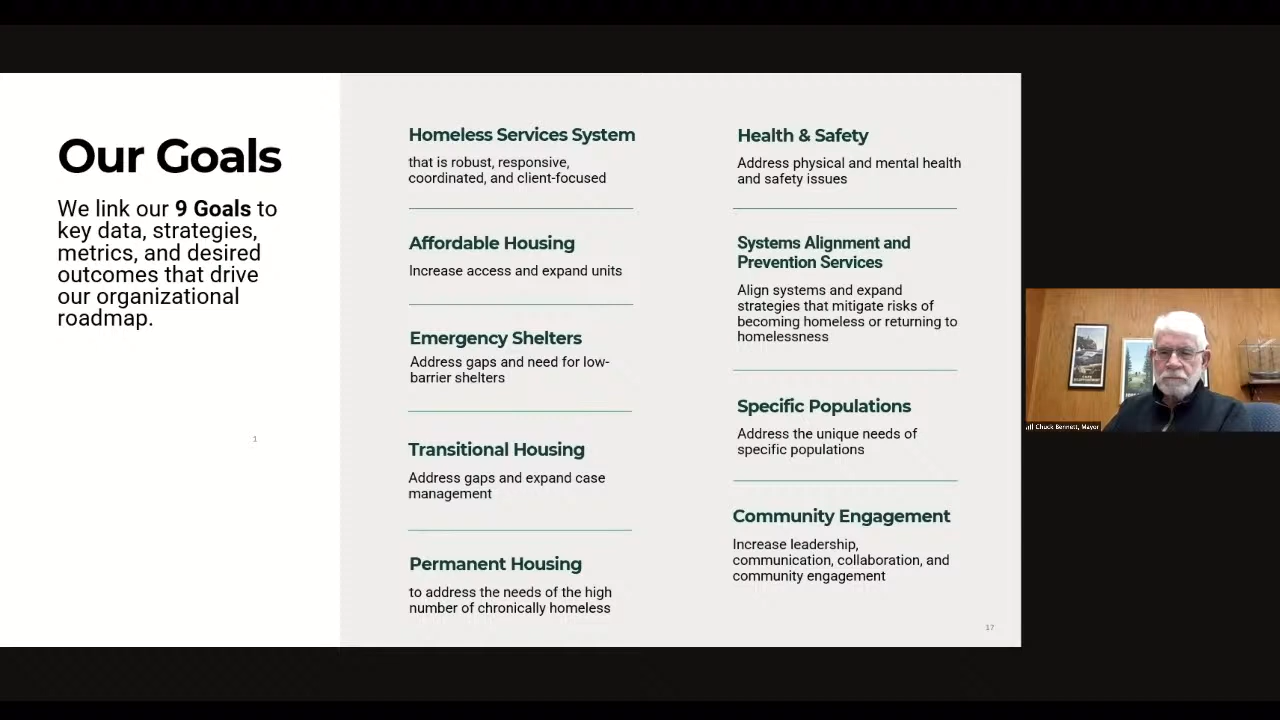 Our Goals
We link our 9 Goals to
key data, strategies,
metrics, and desired
outcomes that drive
our organizational
roadmap.
1
Homeless Services System
that is robust, responsive,
coordinated, and client-focused
Affordable Housing
Increase access and expand units
Emergency Shelters
Address gaps and need for low-
barrier shelters
Transitional Housing
Address gaps and expand case
management
Permanent Housing
to address the needs of the high
number of chronically homeless
Health & Safety
Address physical and mental health
and safety issues
Systems Alignment and
Prevention Services
Align systems and expand
strategies that mitigate risks of
becoming homeless or returning to
homelessness
Specific Populations
Address the unique needs of
specific populations
Community Engagement
Increase leadership,
communication, collaboration, and
community engagement
17
Chuck Bennett, Mayor